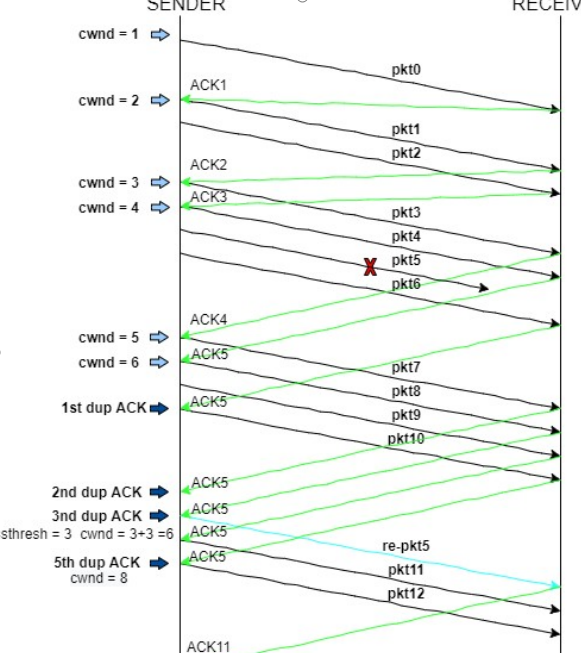 SENDER RECEIV
cwnd = 1
pkt0
ACK1
cwnd = 2
pkt1
pkt2
ACK2
cwnd = 3
ACK3
cwnd = 4
pkt3
pkt4
pkt5
X
pkt6
ACK4
cwnd = 5
ACK5
cwnd = 6
pkt7
pkt8
ACK5
1st dup ACK
pkt9
pkt10
ACK5
2nd dup ACK
ACK5
3nd dup ACK
ACK5
ssthresh = 3 cwnd = 3+3 =6
re-pkt5
ACK5
5th dup ACK
pkt11
cwnd = 8
pkt12
ACK11